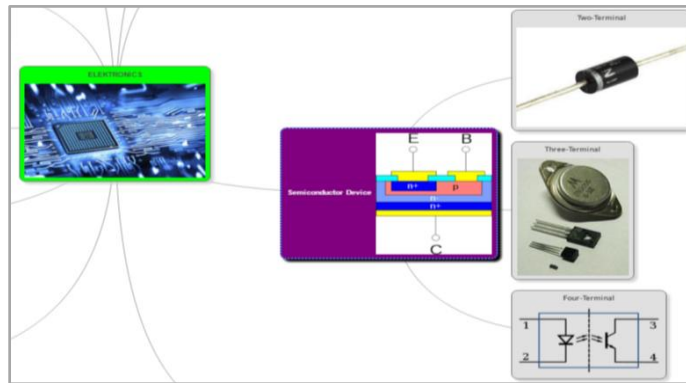 ELEKTRONICS
Semiconductor Device
E B
n+ p
n-
n+
C
Two-Terminal
Three-Terminal
Four-Terminal
1 3
2 4